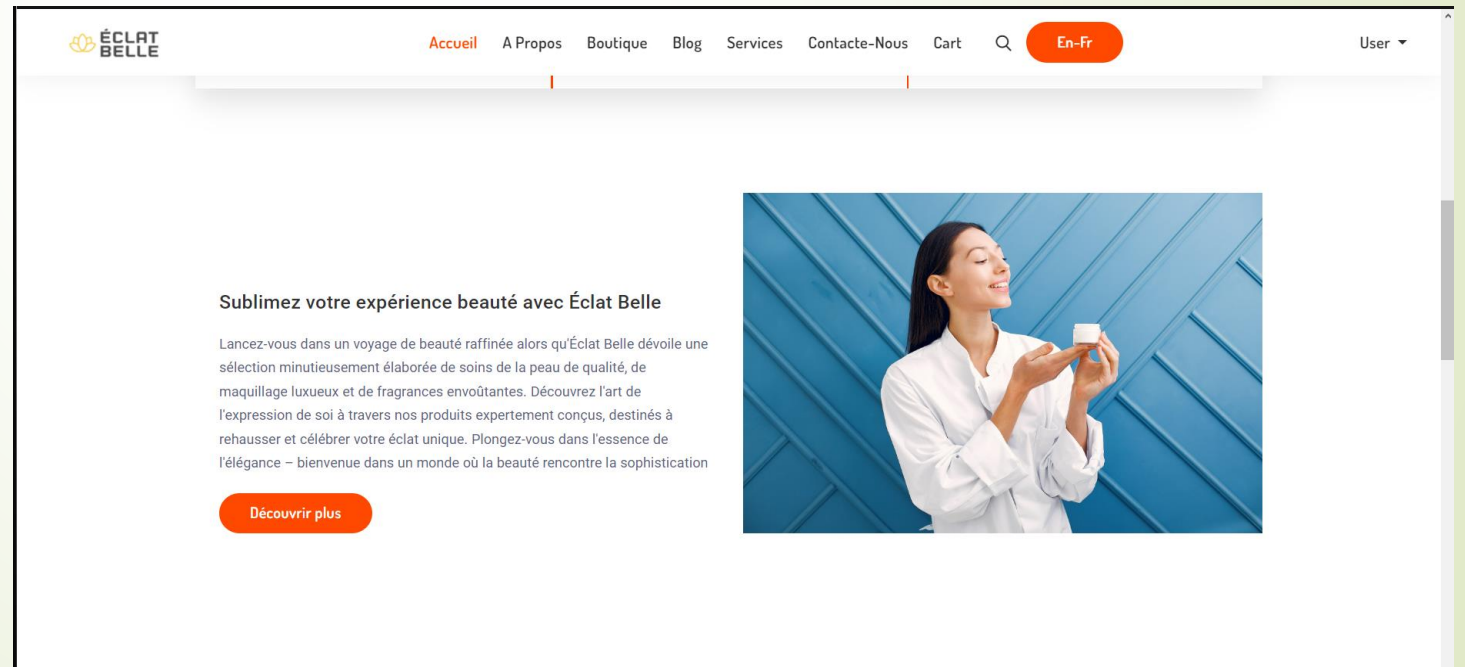 ÉCLAT
BELLE
Accueil A Propos Boutique Blog Services Contacte-Nous Cart En-Fr User
Sublimez votre expérience beauté avec Éclat Belle
Lancez-vous dans un voyage de beauté raffinée alors qu'Éclat Belle dévoile une
sélection minutieusement élaborée de soins de la peau de qualité, de
maquillage luxueux et de fragrances envoûtantes. Découvrez l'art de
l'expression de soi à travers nos produits expertement conçus, destinés à
rehausser et célébrer votre éclat unique. Plongez-vous dans l'essence de
l'élégance – bienvenue dans un monde où la beauté rencontre la sophistication
Découvrir plus